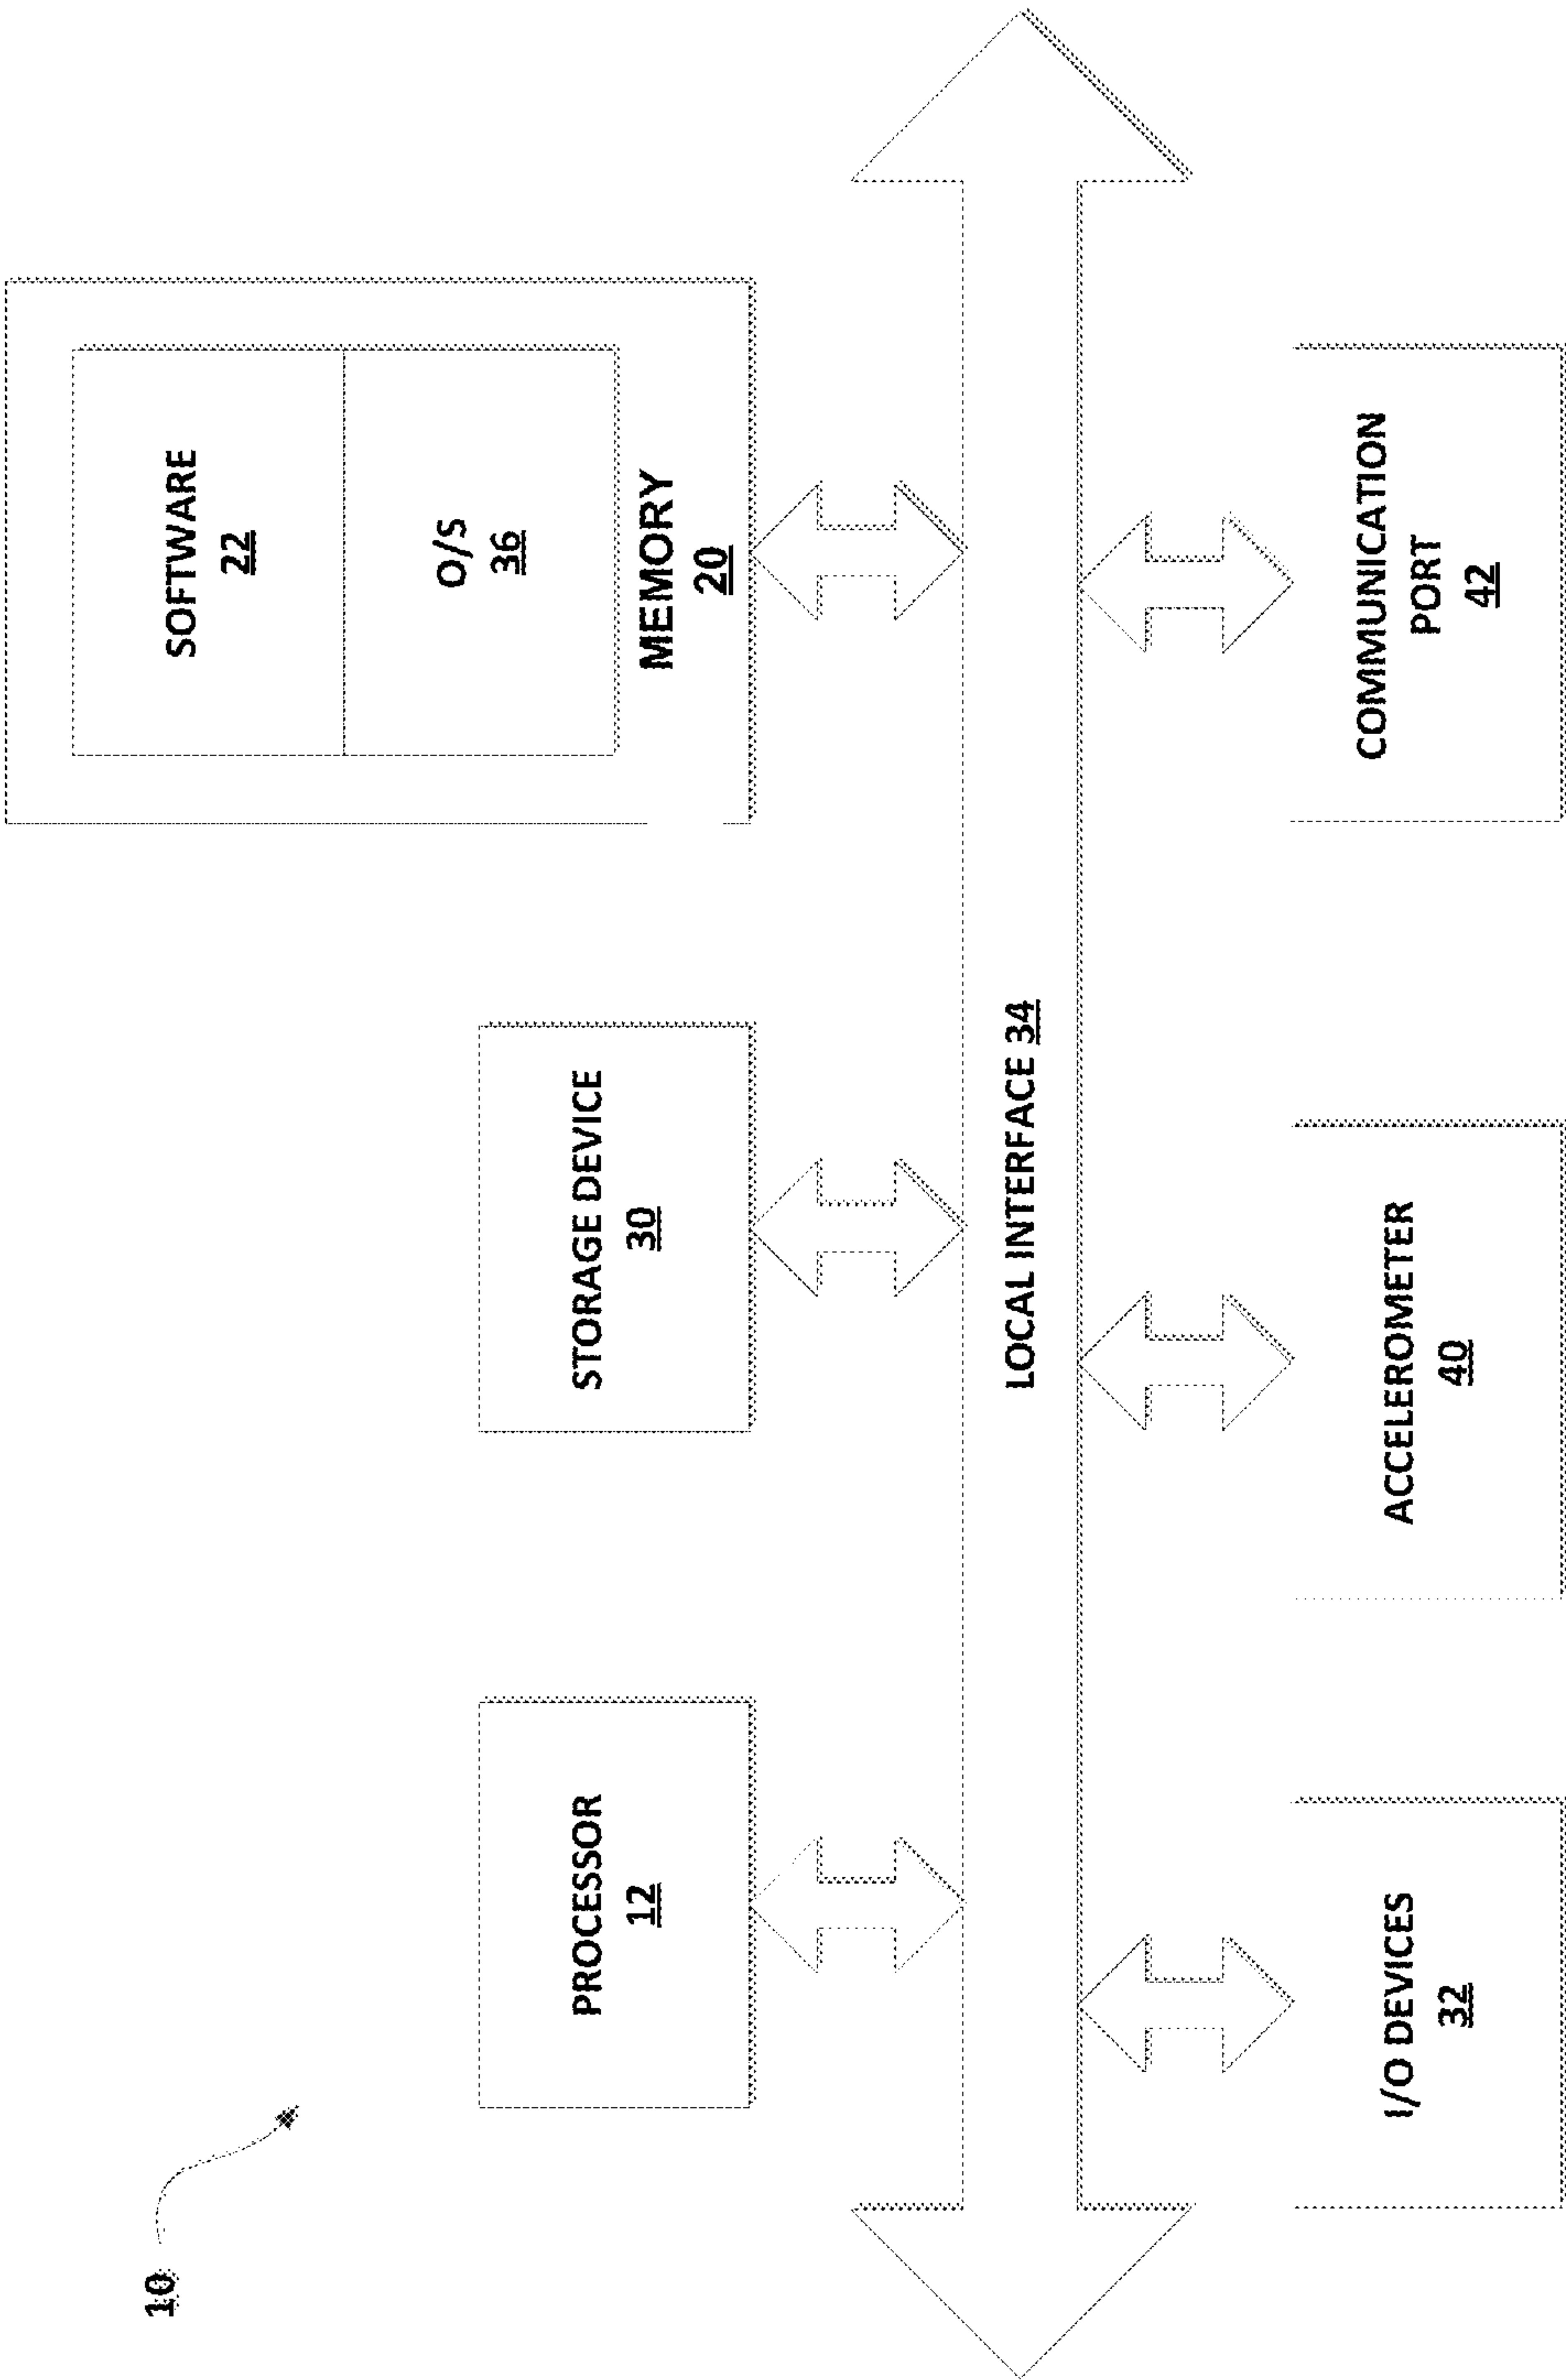 10
SOFTWARE
22
O/S
36
MEMORY
20
PROCESSOR
12
STORAGE DEVICE
30
LOCAL INTERFACE 34
I/O DEVICES
32
ACCELEROMETER
40
COMMUNICATION
PORT
42